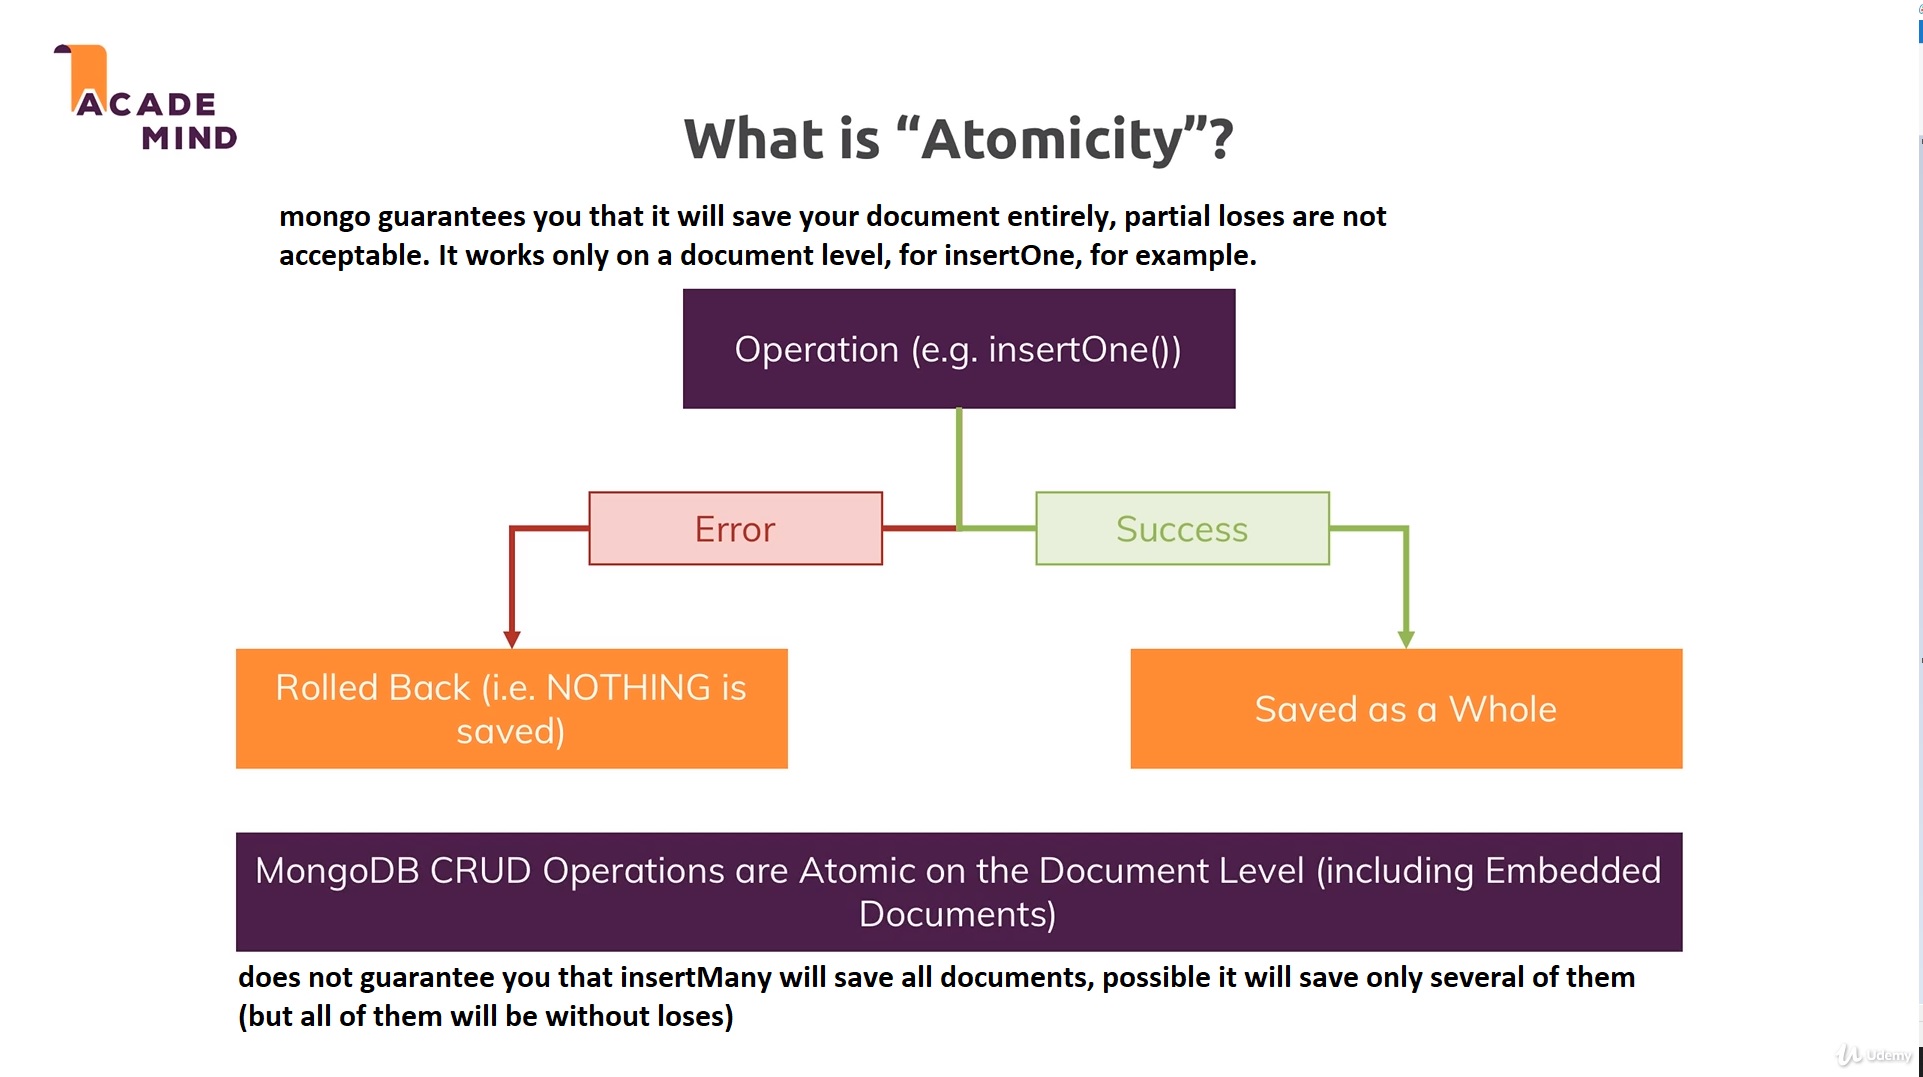 ACADE
MIND
What is “Atomicity”?
mongo guarantees you that it will save your document entirely, partial loses are not
acceptable. It works only on a document level, for insertOne, for example.
Operation (e.g. insertOne())
Error
Success
Rolled Back (i.e. NOTHING is
saved)
Saved as a Whole
MongoDB CRUD Operations are Atomic on the Document Level (including Embedded
Documents)
does not guarantee you that insertMany will save all documents, possible it will save only several of them
(but all of them will be without loses)
Udemy